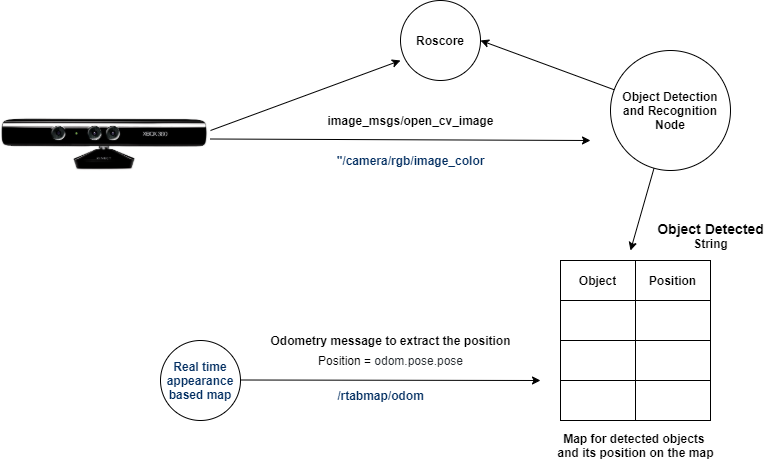 Roscore
Object Detection
and Recognition
Node
image_msgs/open_cv_image
XBOX 360
"/camera/rgb/image_color
Object Detected
String
Object Position
Odometry message to extract the position
Position = odom.pose.pose
Real time
appearance
based map
/rtabmap/odom
Map for detected objects
and its position on the map